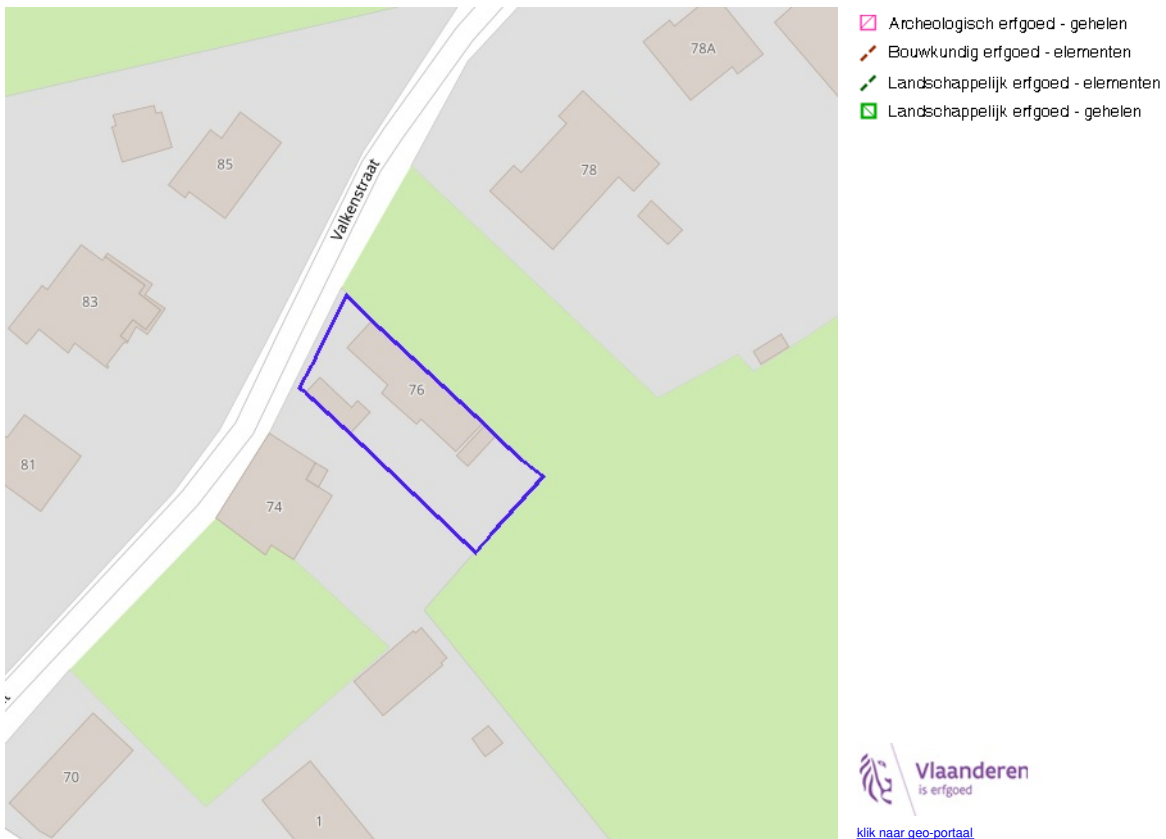 Archeologisch erfgoed - gehelen
Bouwkundig erfgoed - elementen
Landschappelijk erfgoed - elementen
Landschappelijk erfgoed - gehelen
78A
85
78
Valkenstraat
83
76
81
74
70
1
Vlaanderen
is erfgoed
klik naar geo-portaal